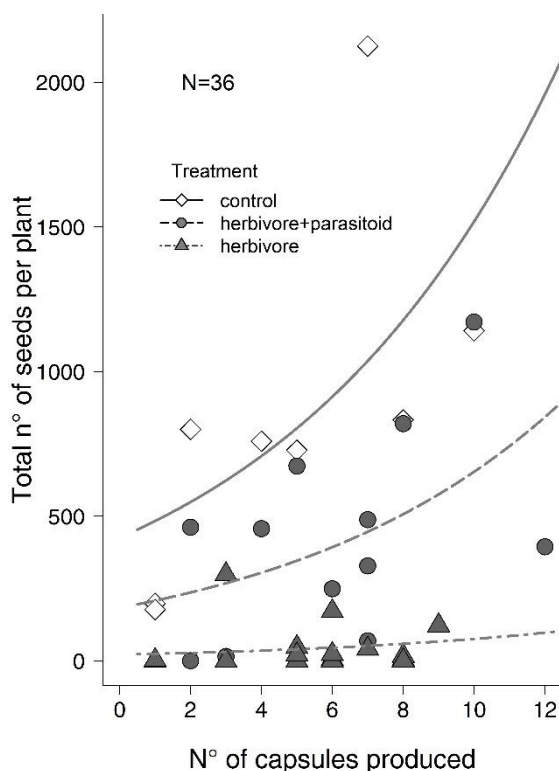 2000
N=36
Treatment
control
herbivore+parasitoid
herbivore
1500
1000
500
0
Total n° of seeds per plant
0 2 4 6 8 10 12
N° of capsules produced